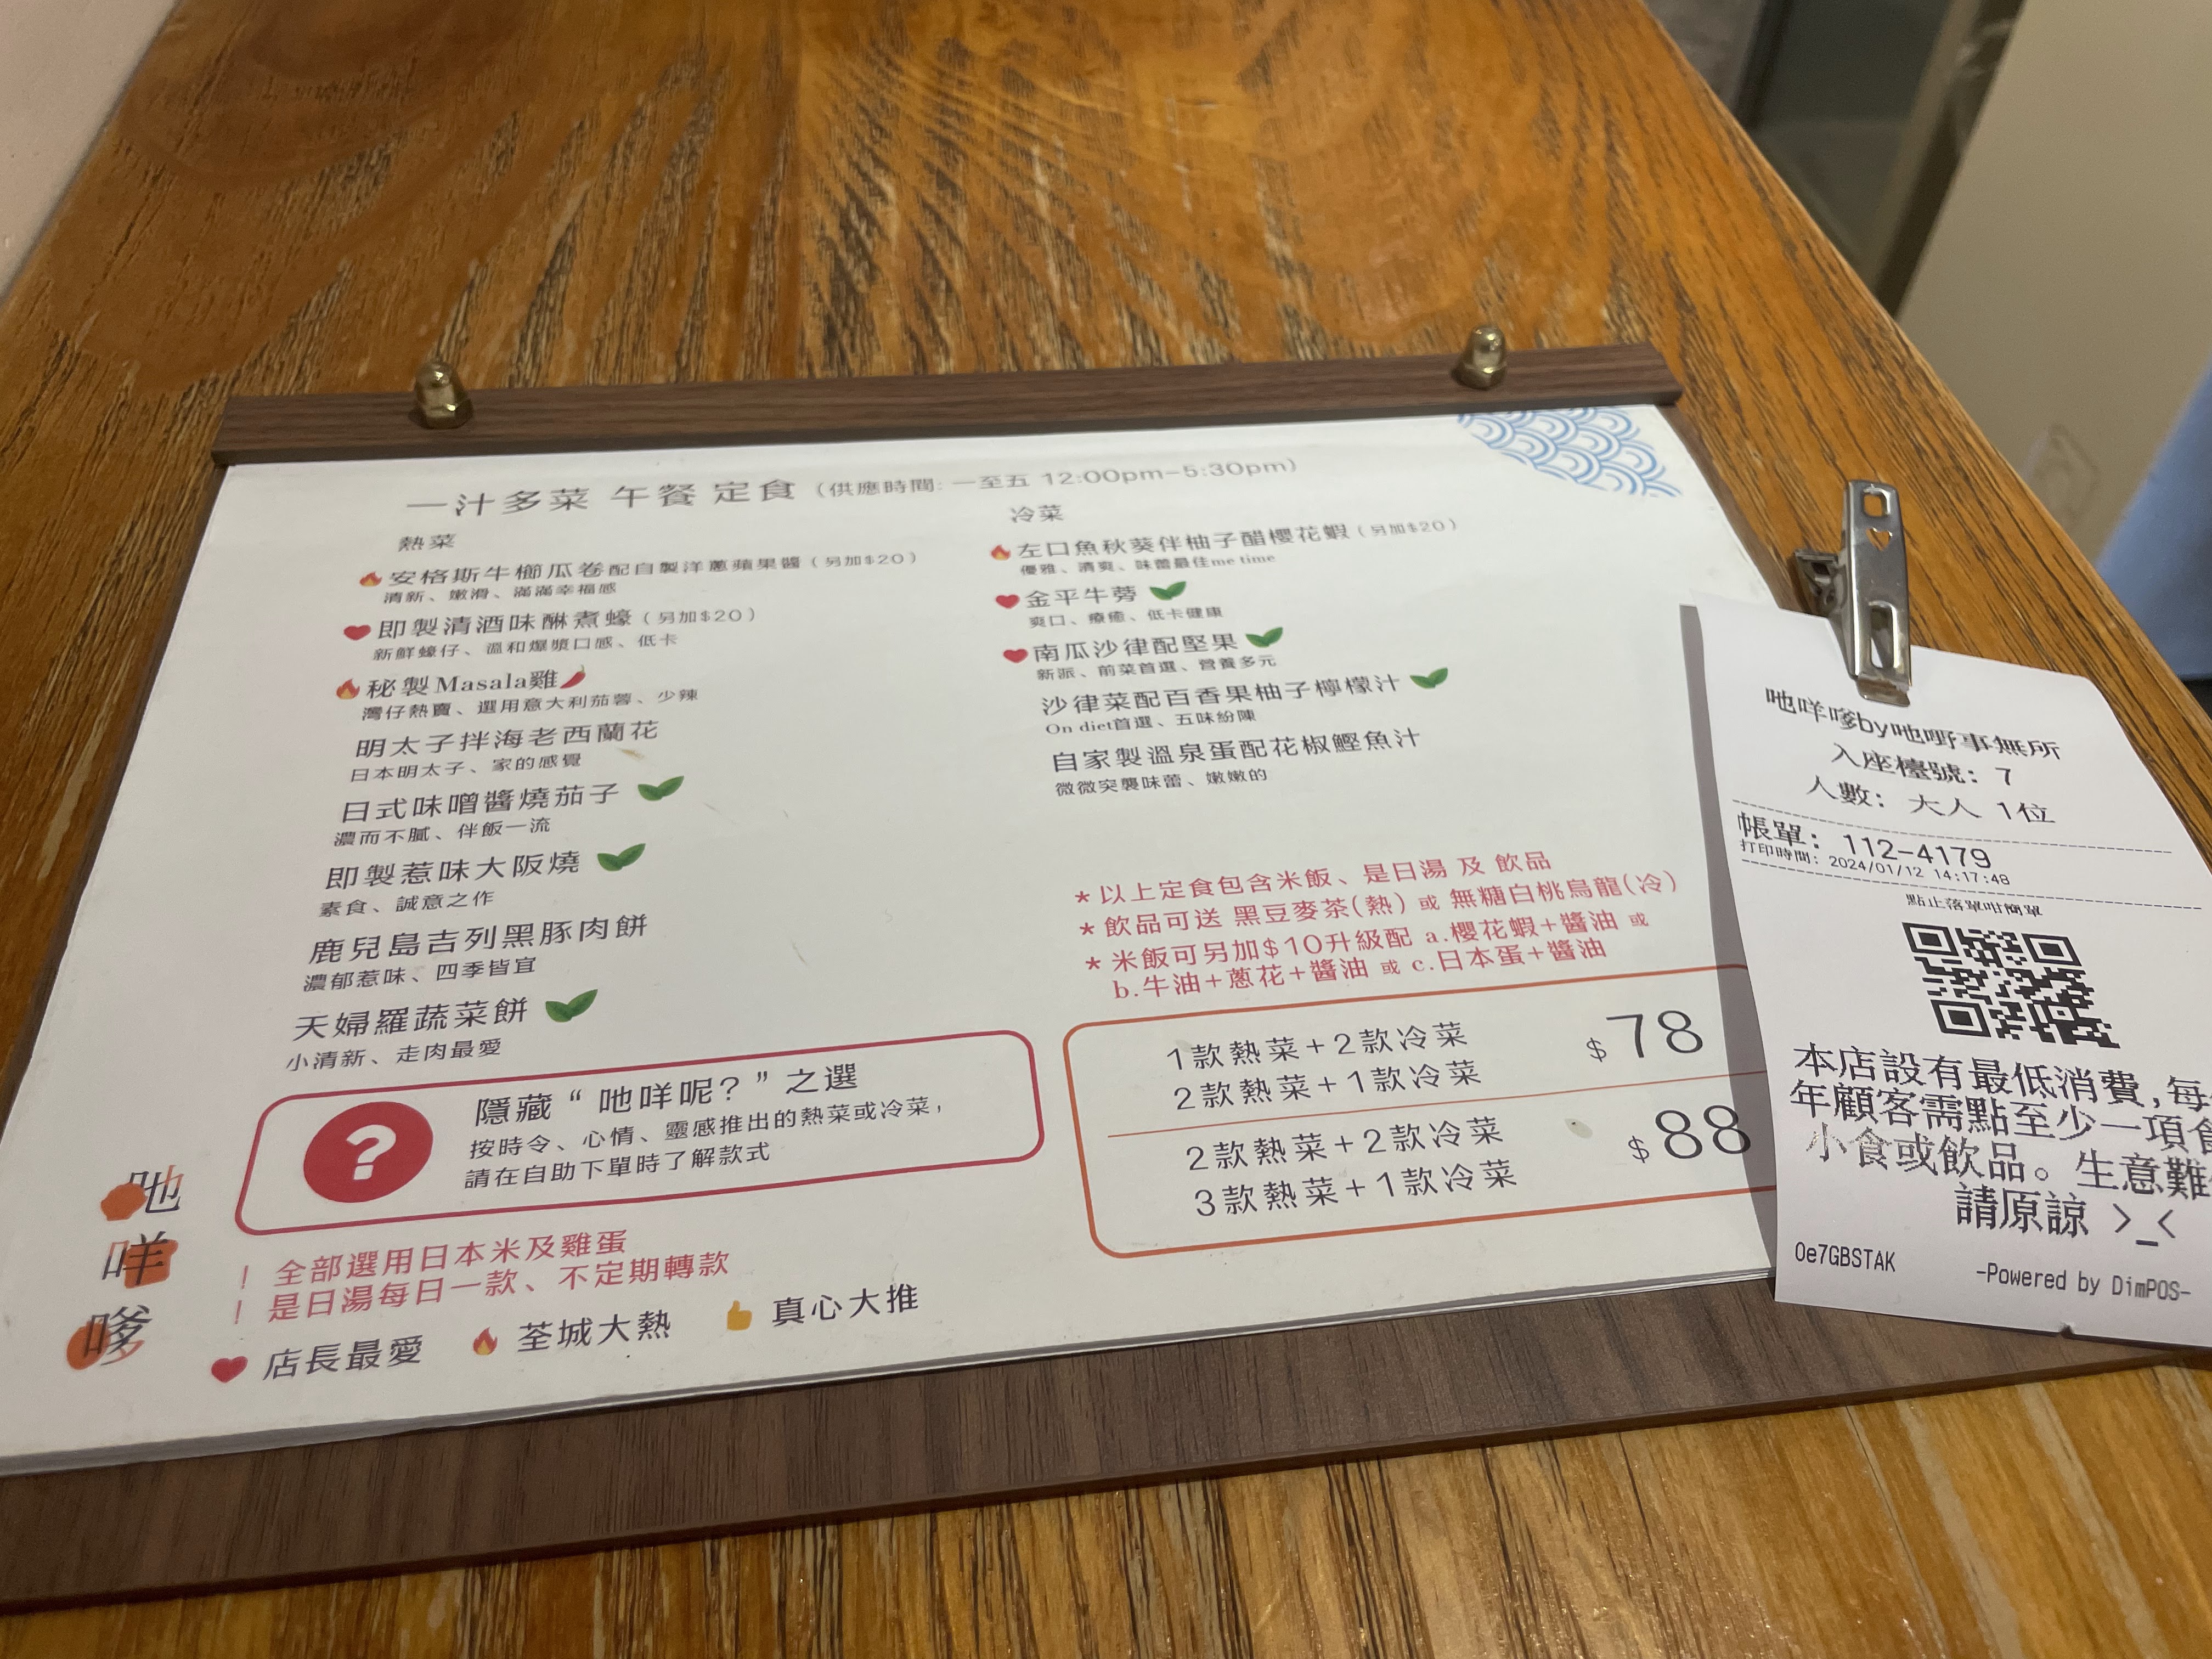 一汁多菜 午餐 定食 (供應時間: 一至五 12:00pm-5:30pm)
熱菜
安格斯牛櫛瓜卷配自製洋蔥蘋果醬 (另加$20)
清新、嫩滑、滿滿幸福感
即製清酒味醂煮蠔 (另加$20)
新鮮蠔仔、溫和爆漿口感、低卡
秘製Masala雞
灣仔熱賣、選用意大利茄蓉、少辣
明太子拌海老西蘭花
日本明太子、家的感覺
日式味噌醬燒茄子
濃而不膩、伴飯一流
即製惹味大阪燒
素食、誠意之作
鹿兒島吉列黑豚肉餅
濃郁惹味、四季皆宜
天婦羅蔬菜餅
小清新、走肉最愛
冷菜
左口魚秋葵伴柚子醋櫻花蝦 (另加$20)
優雅、清爽、味蕾最佳me time
金平牛蒡
爽口、療癒、低卡健康
南瓜沙律配堅果
新派、前菜首選、營養多元
沙律菜配百香果柚子檸檬汁
On diet首選、五味紛陳
自家製溫泉蛋配花椒鰹魚汁
微微突襲味蕾、嫩嫩的
* 以上定食包含米飯、是日湯 及 飲品
* 飲品可送 黑豆麥茶(熱) 或 無糖白桃烏龍(冷)
* 米飯可另加$10升級配 a.櫻花蝦+醬油 或
b.牛油+蔥花+醬油 或 c.日本蛋+醬油
1款熱菜+2款冷菜
2款熱菜+1款冷菜
$78
2款熱菜+2款冷菜
3款熱菜+1款冷菜
$88
?
隱藏“吔咩呢?”之選
按時令、心情、靈感推出的熱菜或冷菜,
請在自助下單時了解款式
吔
咩
嗲
! 全部選用日本米及雞蛋
! 是日湯每日一款、不定期轉款
店長最愛 荃城大熱 真心大推
吔咩嗲by吔嘢事無所
入座檯號: 7
人數: 大人 1位
帳單: 112-4179
打印時間: 2024/01/12 14:17:48
點止落單咁簡單
本店設有最低消費,每
年顧客需點至少一項食
小食或飲品。生意難
請原諒 >_<
0e7GBSTAK
-Powered by DimPOS-